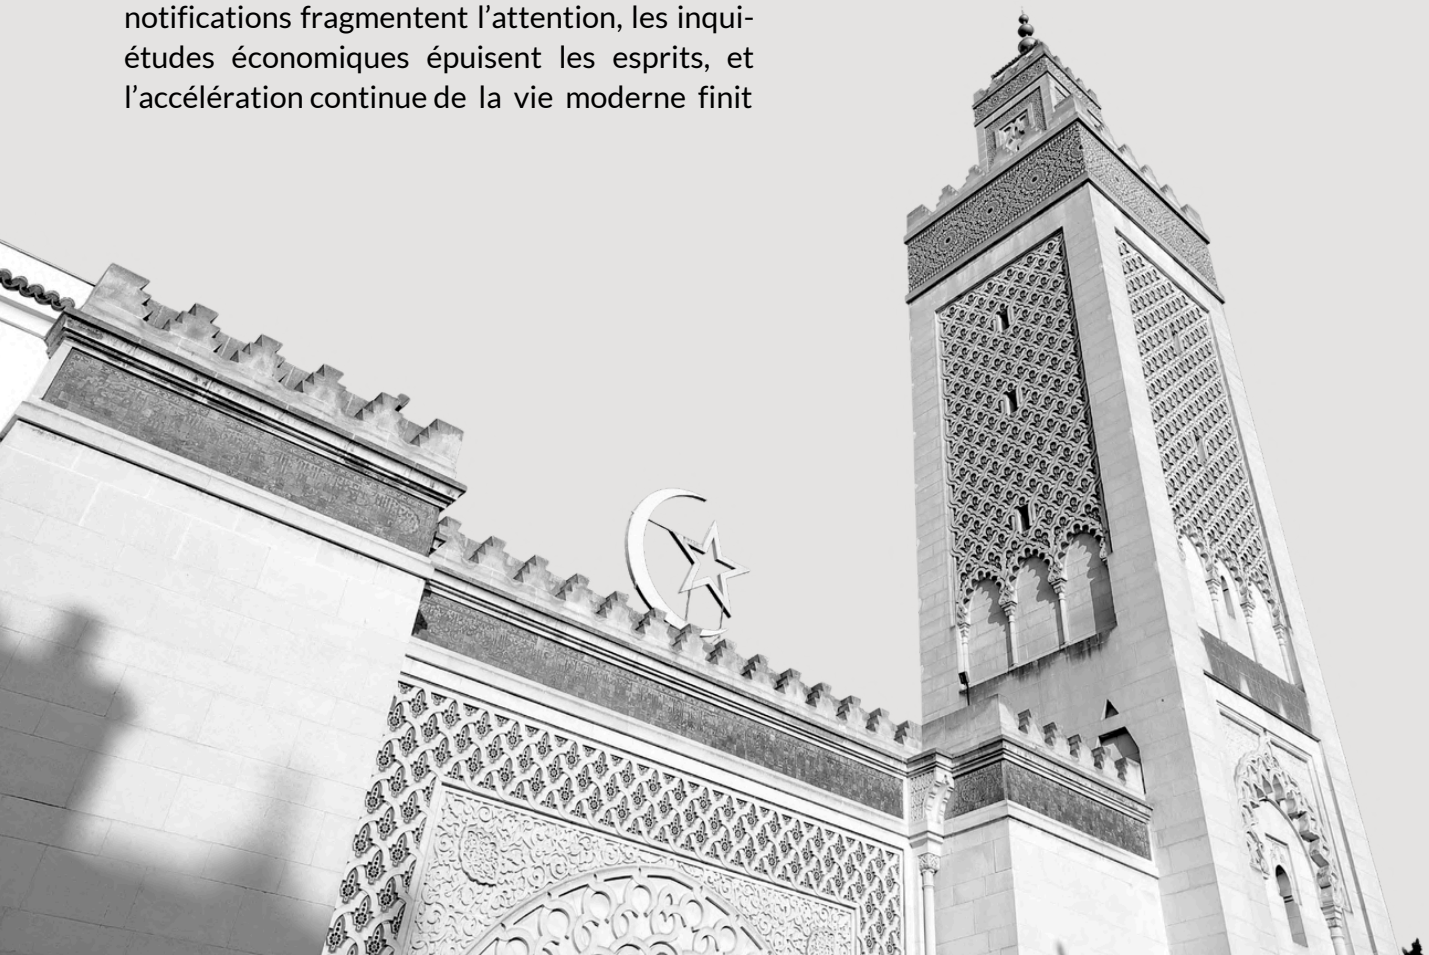 notifications fragmentent l’attention, les inqui-
études économiques épuisent les esprits, et
l’accélération continue de la vie moderne finit